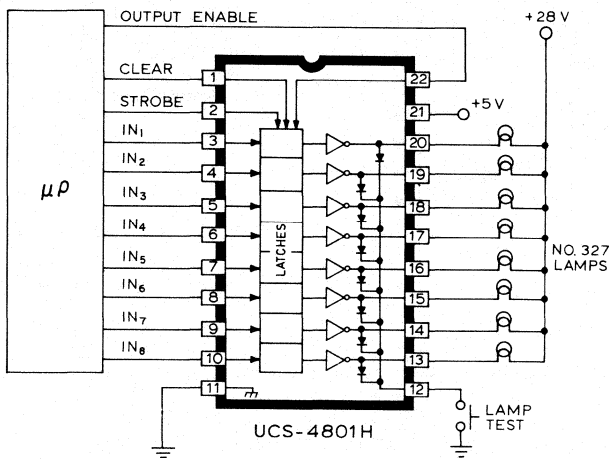 OUTPUT ENABLE
+28 V
CLEAR
1
22
STROBE
2
21
+5 V
IN1
3
20
IN2
4
19
IN3
5
18
µp
IN4
6
17
LATCHES
NO. 327
LAMPS
IN5
7
16
IN6
8
15
IN7
9
14
IN8
10
13
11
12
LAMP
TEST
UCS-4801H